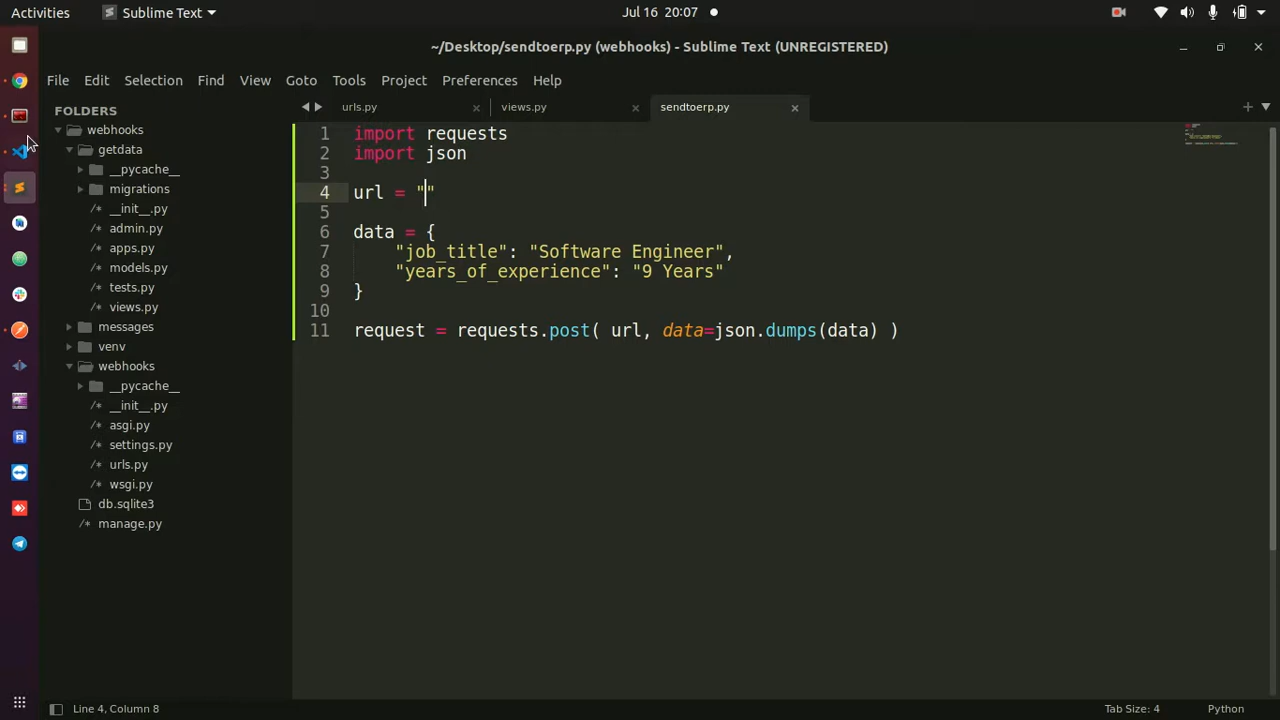 Activities
Sublime Text
Jul 16 20:07
~/Desktop/sendtoerp.py (webhooks) - Sublime Text (UNREGISTERED)
File Edit Selection Find View Goto Tools Project Preferences Help
FOLDERS
webhooks
getdata
__pycache__
migrations
/* __init__.py
/* admin.py
/* apps.py
/* models.py
/* tests.py
/* views.py
messages
venv
webhooks
__pycache__
/* __init__.py
/* asgi.py
/* settings.py
/* urls.py
/* wsgi.py
db.sqlite3
/* manage.py
urls.py
views.py
sendtoerp.py
1 import requests
2 import json
3
4 url = ""
5
6 data = {
7 "job_title": "Software Engineer",
8 "years_of_experience": "9 Years"
9 }
10
11 request = requests.post( url, data=json.dumps(data) )
Line 4, Column 8
Tab Size: 4
Python